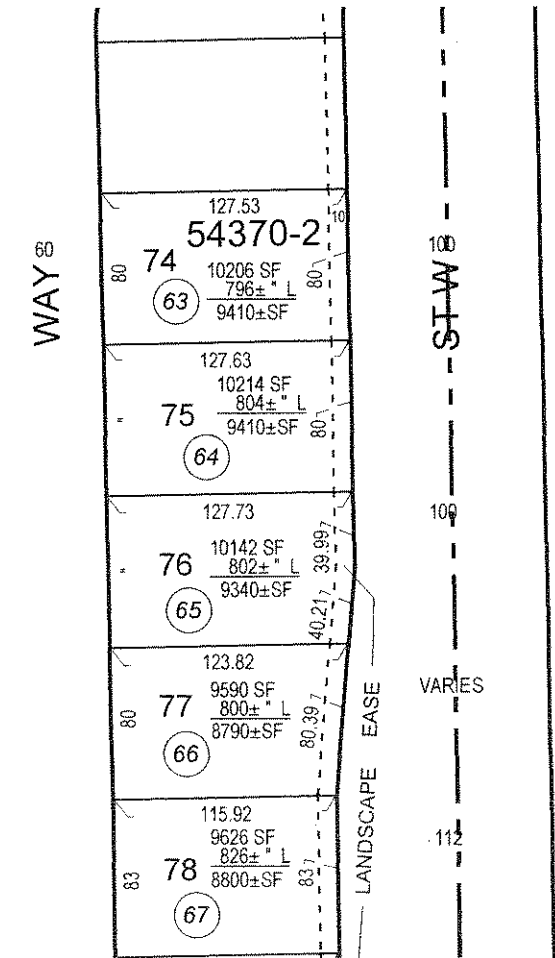 WAY 60
127.53
54370-2
10
74
80
10206 SF
796± " L
9410±SF
80
63
100
ST W
127.63
10214 SF
804± " L
9410±SF
75
"
80
64
127.73
100
10142 SF
802± " L
9340±SF
76
"
39.99
40.21
65
123.82
9590 SF
800± " L
8790±SF
77
80
80.39
66
VARIES
LANDSCAPE EASE
115.92
9626 SF
826± " L
8800±SF
78
83
83
67
112